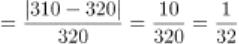 = |310 − 320| / 320 = 10 / 320 = 1 / 32